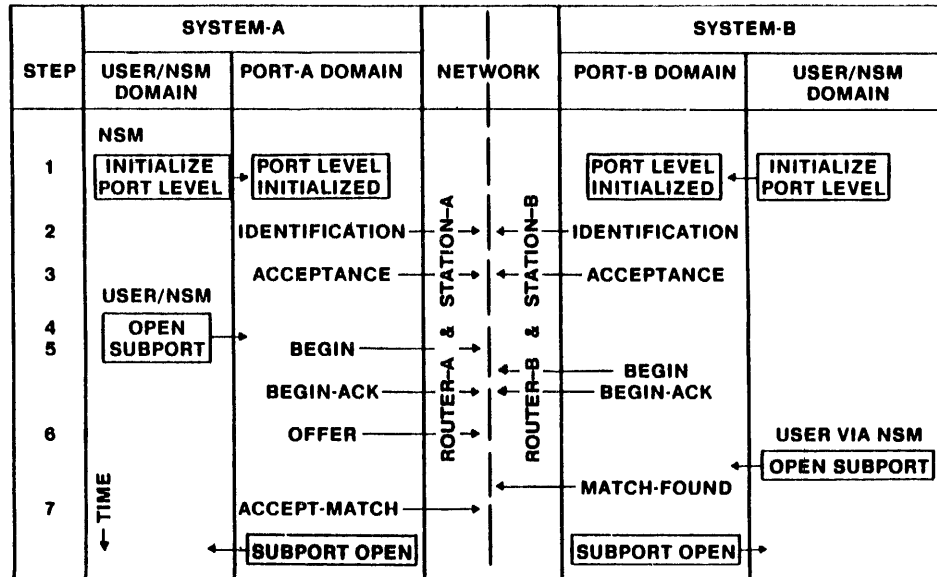 SYSTEM-A
SYSTEM-B
STEP
USER/NSM DOMAIN
PORT-A DOMAIN
NETWORK
PORT-B DOMAIN
USER/NSM DOMAIN
NSM
1
INITIALIZE PORT LEVEL
PORT LEVEL INITIALIZED
PORT LEVEL INITIALIZED
INITIALIZE PORT LEVEL
ROUTER-A & STATION-A
ROUTER-B & STATION-B
2
IDENTIFICATION
IDENTIFICATION
3
ACCEPTANCE
ACCEPTANCE
USER/NSM
4
OPEN SUBPORT
5
BEGIN
BEGIN
BEGIN-ACK
BEGIN-ACK
6
OFFER
USER VIA NSM
OPEN SUBPORT
MATCH-FOUND
7
ACCEPT-MATCH
TIME
SUBPORT OPEN
SUBPORT OPEN